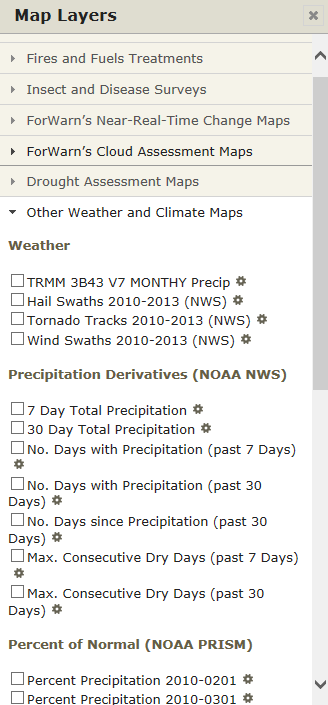 Map Layers
Fires and Fuels Treatments
Insect and Disease Surveys
ForWarn's Near-Real-Time Change Maps
ForWarn's Cloud Assessment Maps
Drought Assessment Maps
Other Weather and Climate Maps
Weather
TRMM 3B43 V7 MONTHY Precip
Hail Swaths 2010-2013 (NWS)
Tornado Tracks 2010-2013 (NWS)
Wind Swaths 2010-2013 (NWS)
Precipitation Derivatives (NOAA NWS)
7 Day Total Precipitation
30 Day Total Precipitation
No. Days with Precipitation (past 7 Days)
No. Days with Precipitation (past 30
Days)
No. Days since Precipitation (past 30
Days)
Max. Consecutive Dry Days (past 7 Days)
Max. Consecutive Dry Days (past 30
Days)
Percent of Normal (NOAA PRISM)
Percent Precipitation 2010-0201
Percent Precipitation 2010-0301